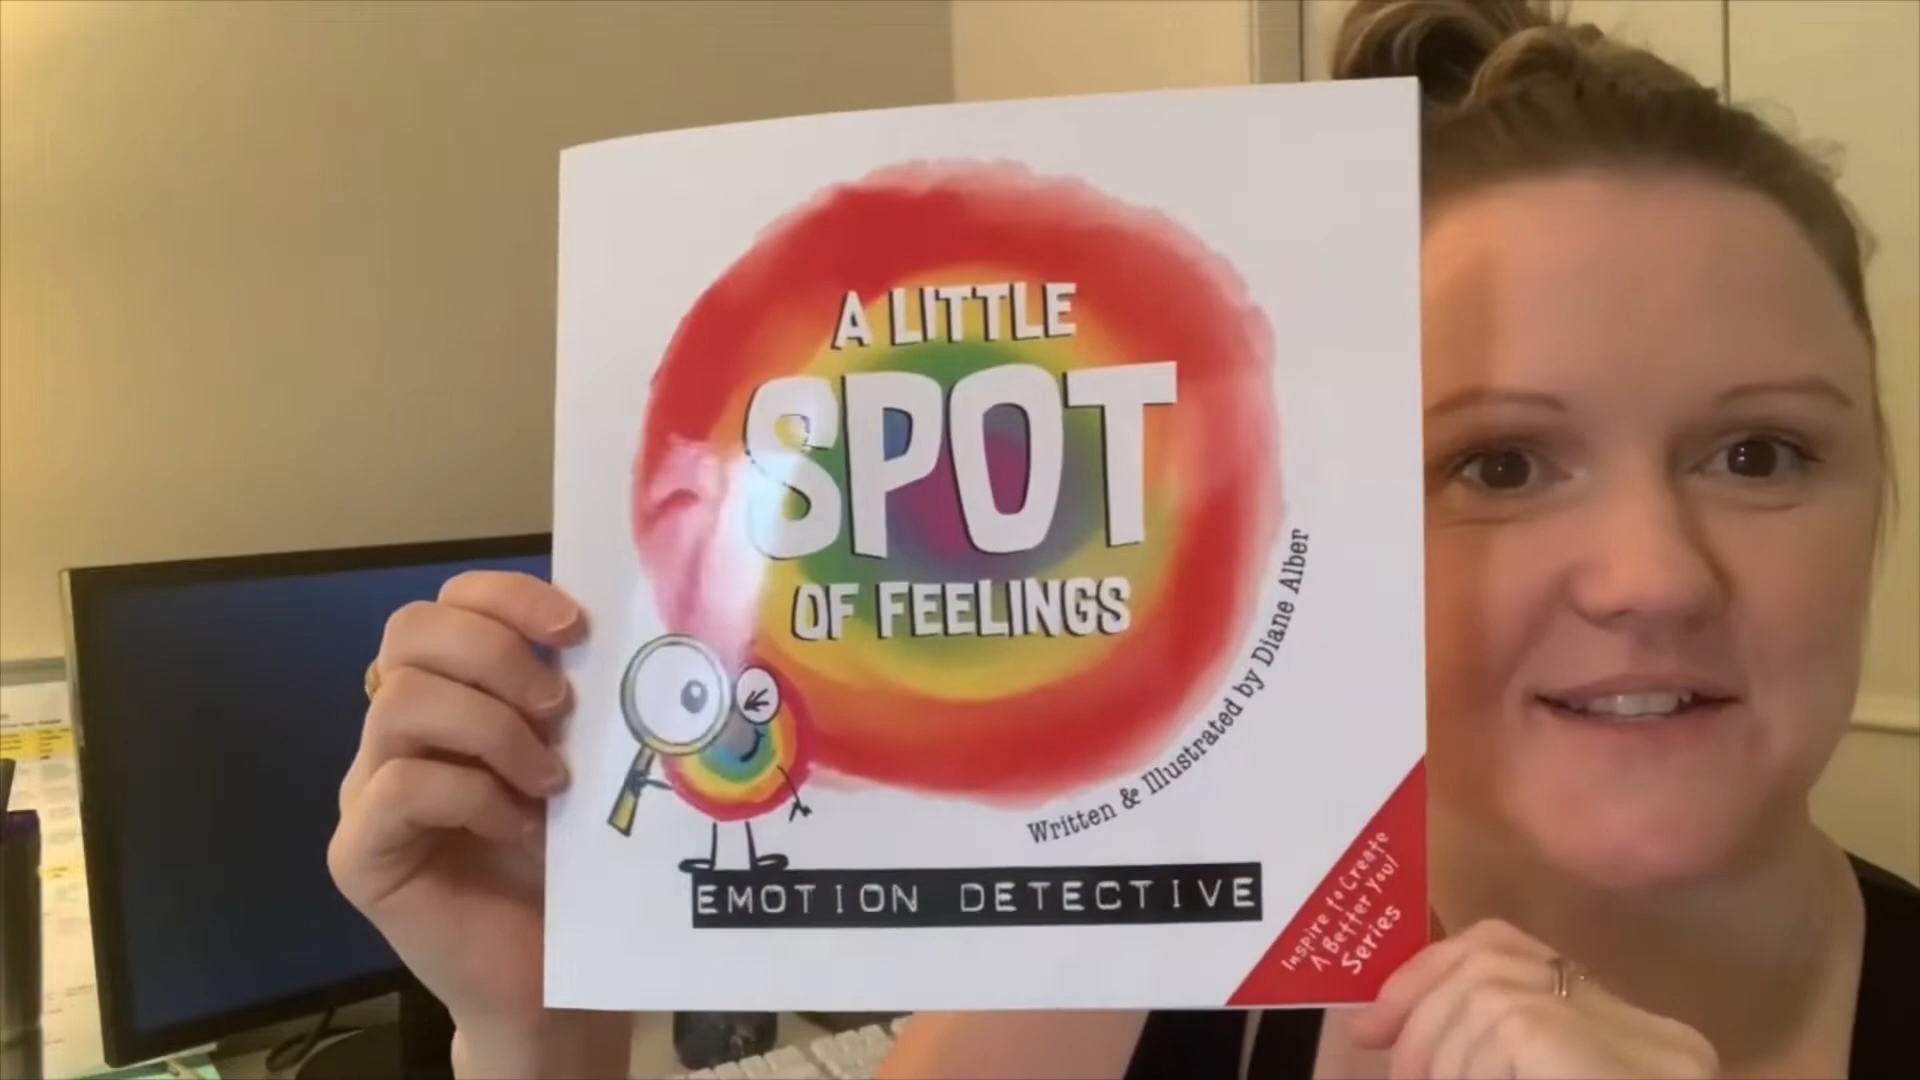 A LITTLE
SPOT
OF FEELINGS
Written & Illustrated by Diane Alber
EMOTION DETECTIVE
Inspire to Create
A Better You!
Series